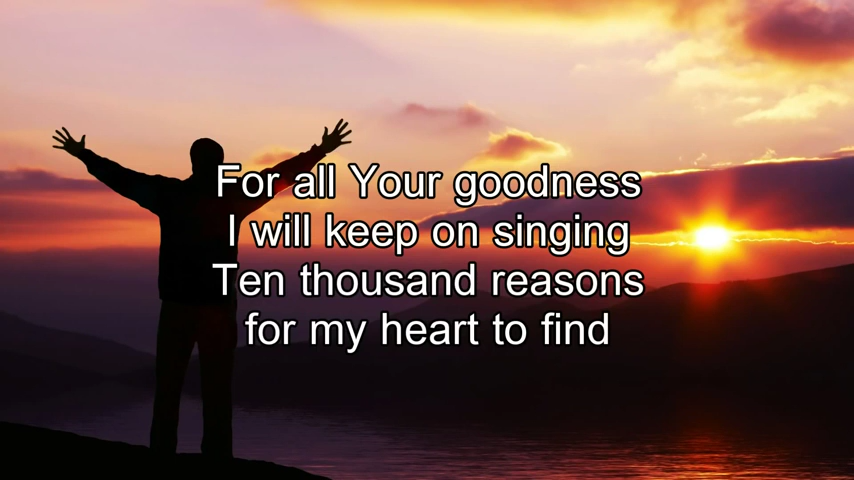 For all Your goodness
I will keep on singing
Ten thousand reasons
for my heart to find